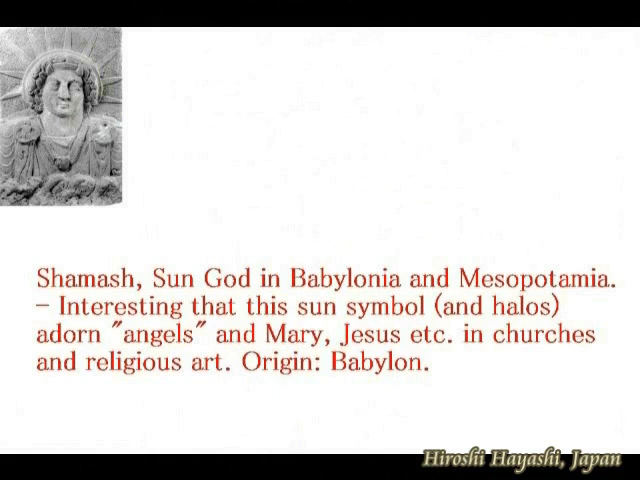 Shamash, Sun God in Babylonia and Mesopotamia.
- Interesting that this sun symbol (and halos)
adorn "angels" and Mary, Jesus etc. in churches
and religious art. Origin: Babylon.
Hiroshi Hayashi, Japan